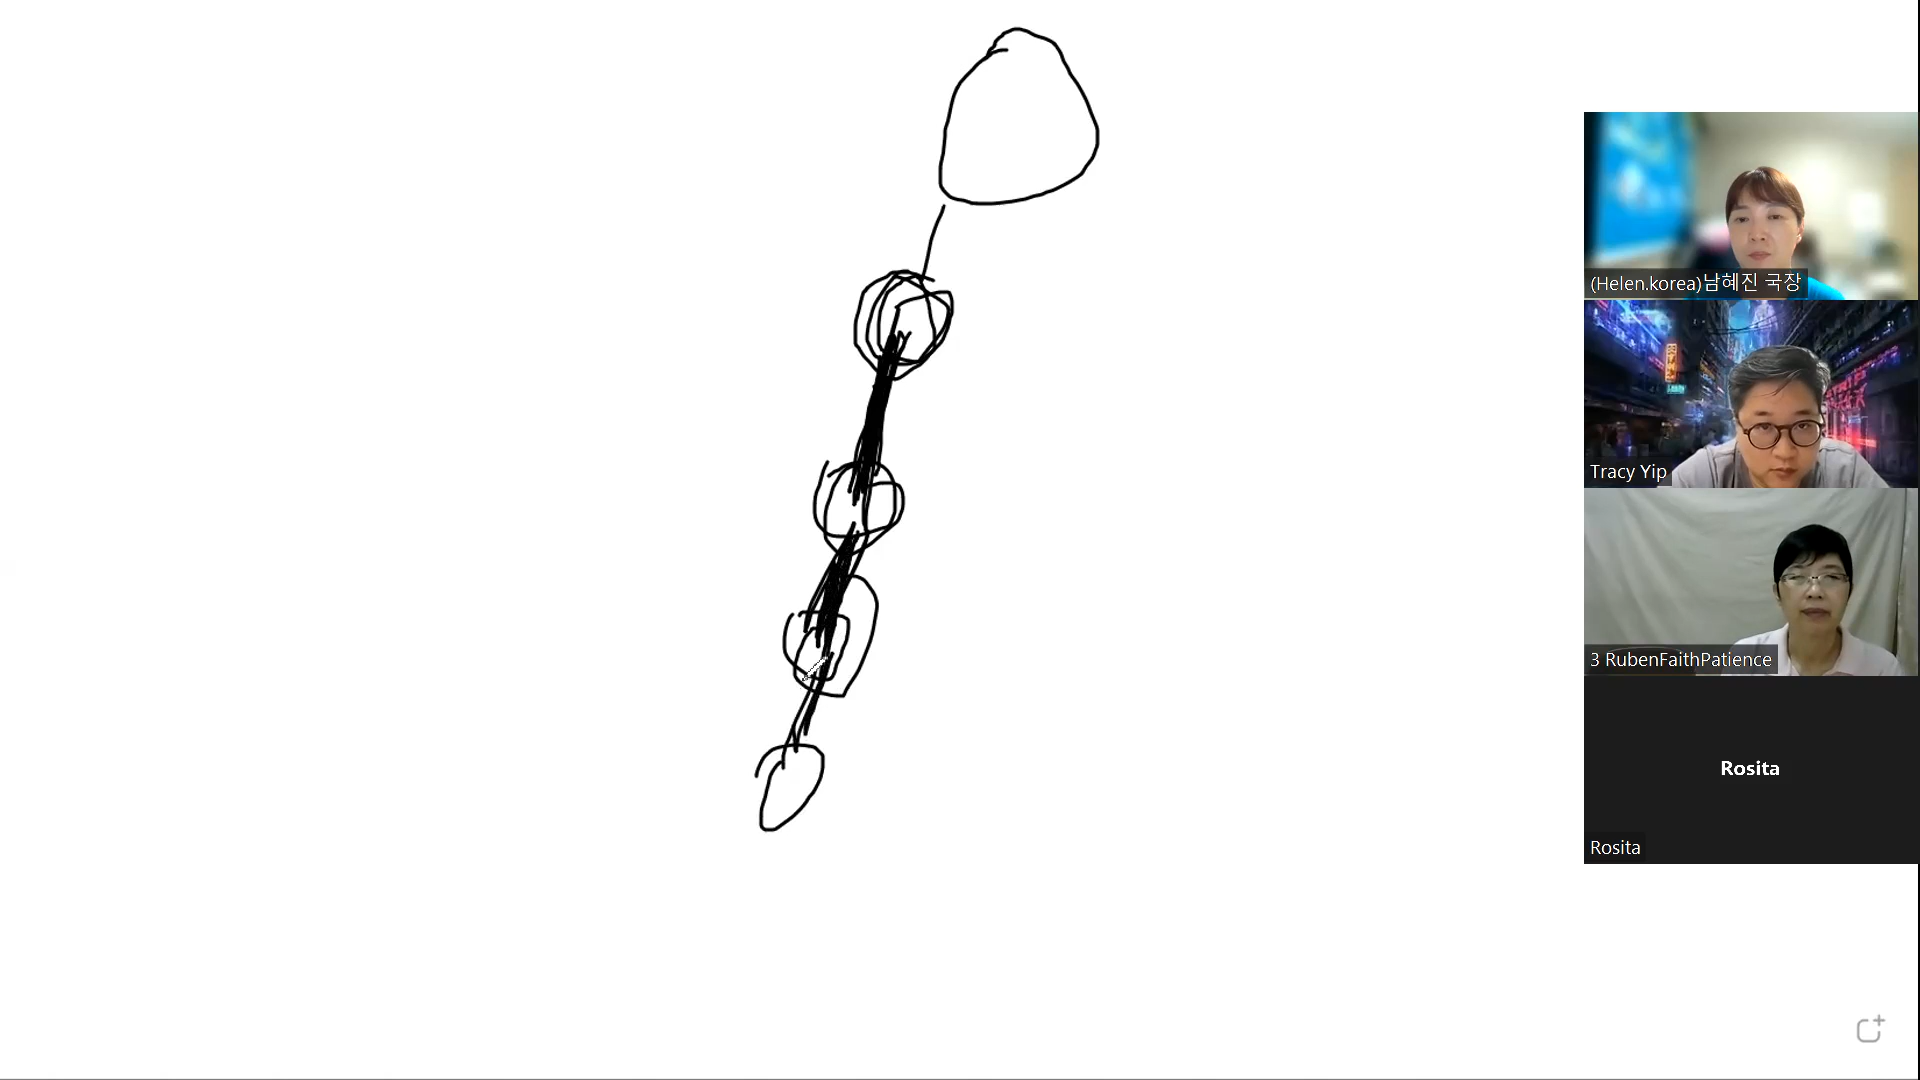 (Helen.korea)남혜진 국장
Tracy Yip
3 RubenFaithPatience
Rosita
Rosita